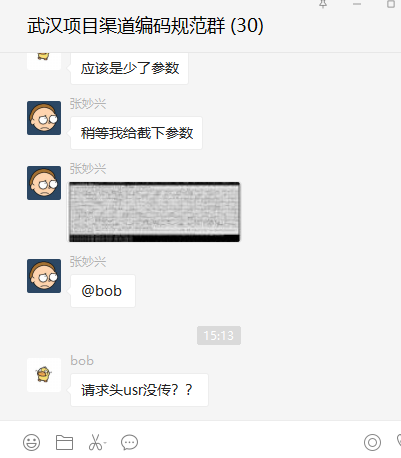 武汉项目渠道编码规范群 (30)
应该是少了参数
张妙兴
稍等我给截下参数
张妙兴
张妙兴
@bob
15:13
bob
请求头usr没传？？